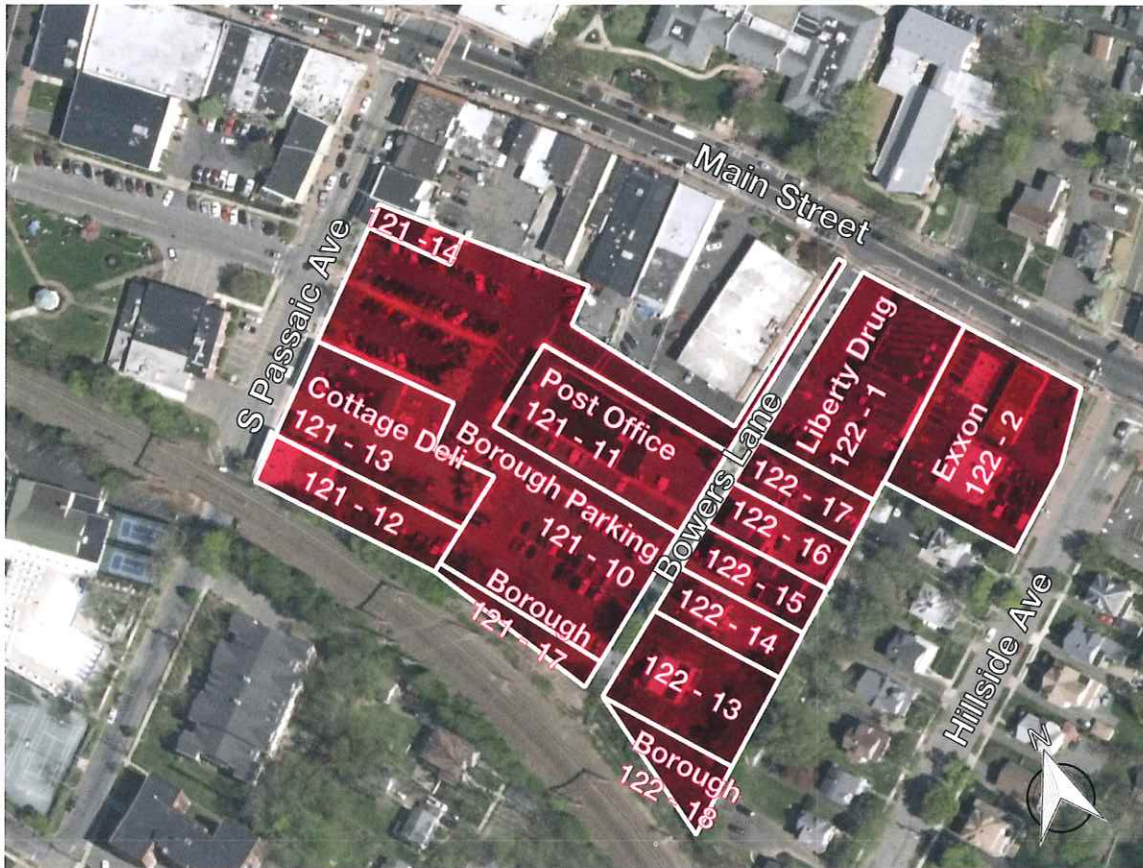 Main Street
121 -14
S Passaic Ave
Liberty Drug
122 - 1
Exxon
122 - 2
Post Office
121 - 11
Cottage Deli
121 - 13
Borough Parking
121 - 10
Bowers Lane
121 - 12
122 - 17
122 - 16
122 - 15
122 - 14
Borough
121 - 17
122 - 13
Borough
122 - 18
Hillside Ave
N